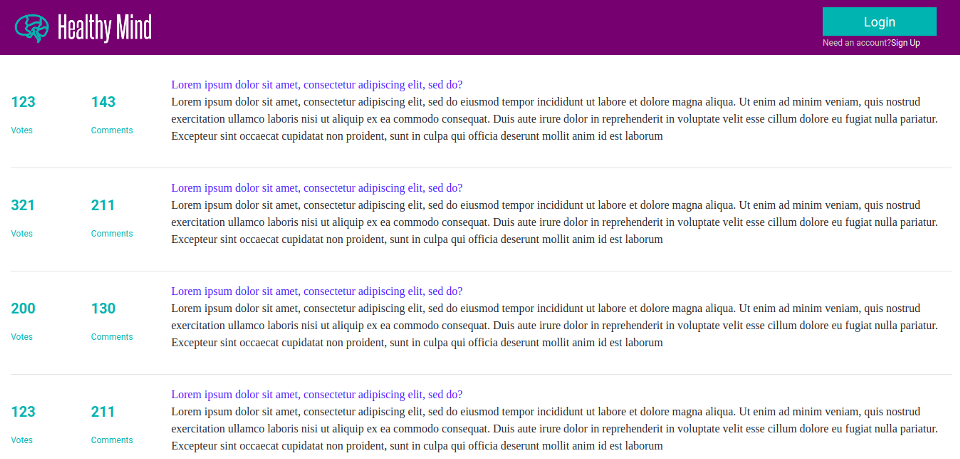 Healthy Mind
Login
Need an account?Sign Up
Lorem ipsum dolor sit amet, consectetur adipiscing elit, sed do?
123 143
Votes Comments
Lorem ipsum dolor sit amet, consectetur adipiscing elit, sed do eiusmod tempor incididunt ut labore et dolore magna aliqua. Ut enim ad minim veniam, quis nostrud
exercitation ullamco laboris nisi ut aliquip ex ea commodo consequat. Duis aute irure dolor in reprehenderit in voluptate velit esse cillum dolore eu fugiat nulla pariatur.
Excepteur sint occaecat cupidatat non proident, sunt in culpa qui officia deserunt mollit anim id est laborum
Lorem ipsum dolor sit amet, consectetur adipiscing elit, sed do?
321 211
Votes Comments
Lorem ipsum dolor sit amet, consectetur adipiscing elit, sed do eiusmod tempor incididunt ut labore et dolore magna aliqua. Ut enim ad minim veniam, quis nostrud
exercitation ullamco laboris nisi ut aliquip ex ea commodo consequat. Duis aute irure dolor in reprehenderit in voluptate velit esse cillum dolore eu fugiat nulla pariatur.
Excepteur sint occaecat cupidatat non proident, sunt in culpa qui officia deserunt mollit anim id est laborum
Lorem ipsum dolor sit amet, consectetur adipiscing elit, sed do?
200 130
Votes Comments
Lorem ipsum dolor sit amet, consectetur adipiscing elit, sed do eiusmod tempor incididunt ut labore et dolore magna aliqua. Ut enim ad minim veniam, quis nostrud
exercitation ullamco laboris nisi ut aliquip ex ea commodo consequat. Duis aute irure dolor in reprehenderit in voluptate velit esse cillum dolore eu fugiat nulla pariatur.
Excepteur sint occaecat cupidatat non proident, sunt in culpa qui officia deserunt mollit anim id est laborum
Lorem ipsum dolor sit amet, consectetur adipiscing elit, sed do?
123 211
Votes Comments
Lorem ipsum dolor sit amet, consectetur adipiscing elit, sed do eiusmod tempor incididunt ut labore et dolore magna aliqua. Ut enim ad minim veniam, quis nostrud
exercitation ullamco laboris nisi ut aliquip ex ea commodo consequat. Duis aute irure dolor in reprehenderit in voluptate velit esse cillum dolore eu fugiat nulla pariatur.
Excepteur sint occaecat cupidatat non proident, sunt in culpa qui officia deserunt mollit anim id est laborum